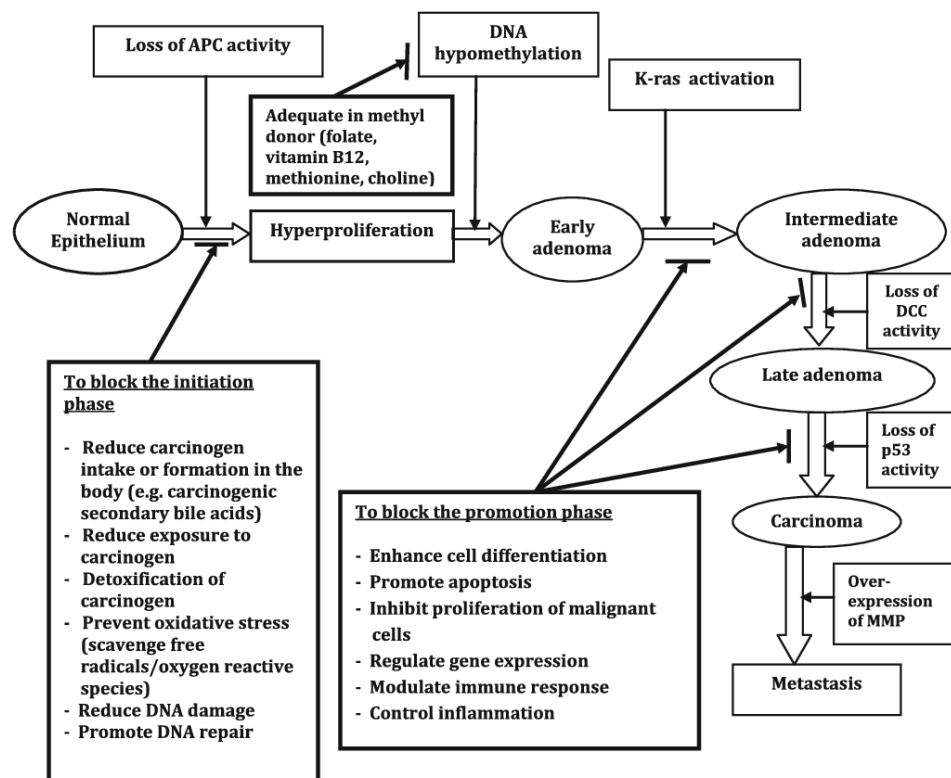 Loss of APC activity
DNA
hypomethylation
K-ras activation
Adequate in methyl
donor (folate,
vitamin B12,
methionine, choline)
Normal
Epithelium
Hyperproliferation
Early
adenoma
Intermediate
adenoma
Loss of
DCC
activity
Late adenoma
Loss of
p53
activity
Carcinoma
Over-
expression
of MMP
Metastasis
To block the initiation
phase
- Reduce carcinogen
intake or formation in the
body (e.g. carcinogenic
secondary bile acids)
- Reduce exposure to
carcinogen
- Detoxification of
carcinogen
- Prevent oxidative stress
(scavenge free
radicals/oxygen reactive
species)
- Reduce DNA damage
- Promote DNA repair
To block the promotion phase
- Enhance cell differentiation
- Promote apoptosis
- Inhibit proliferation of malignant
cells
- Regulate gene expression
- Modulate immune response
- Control inflammation